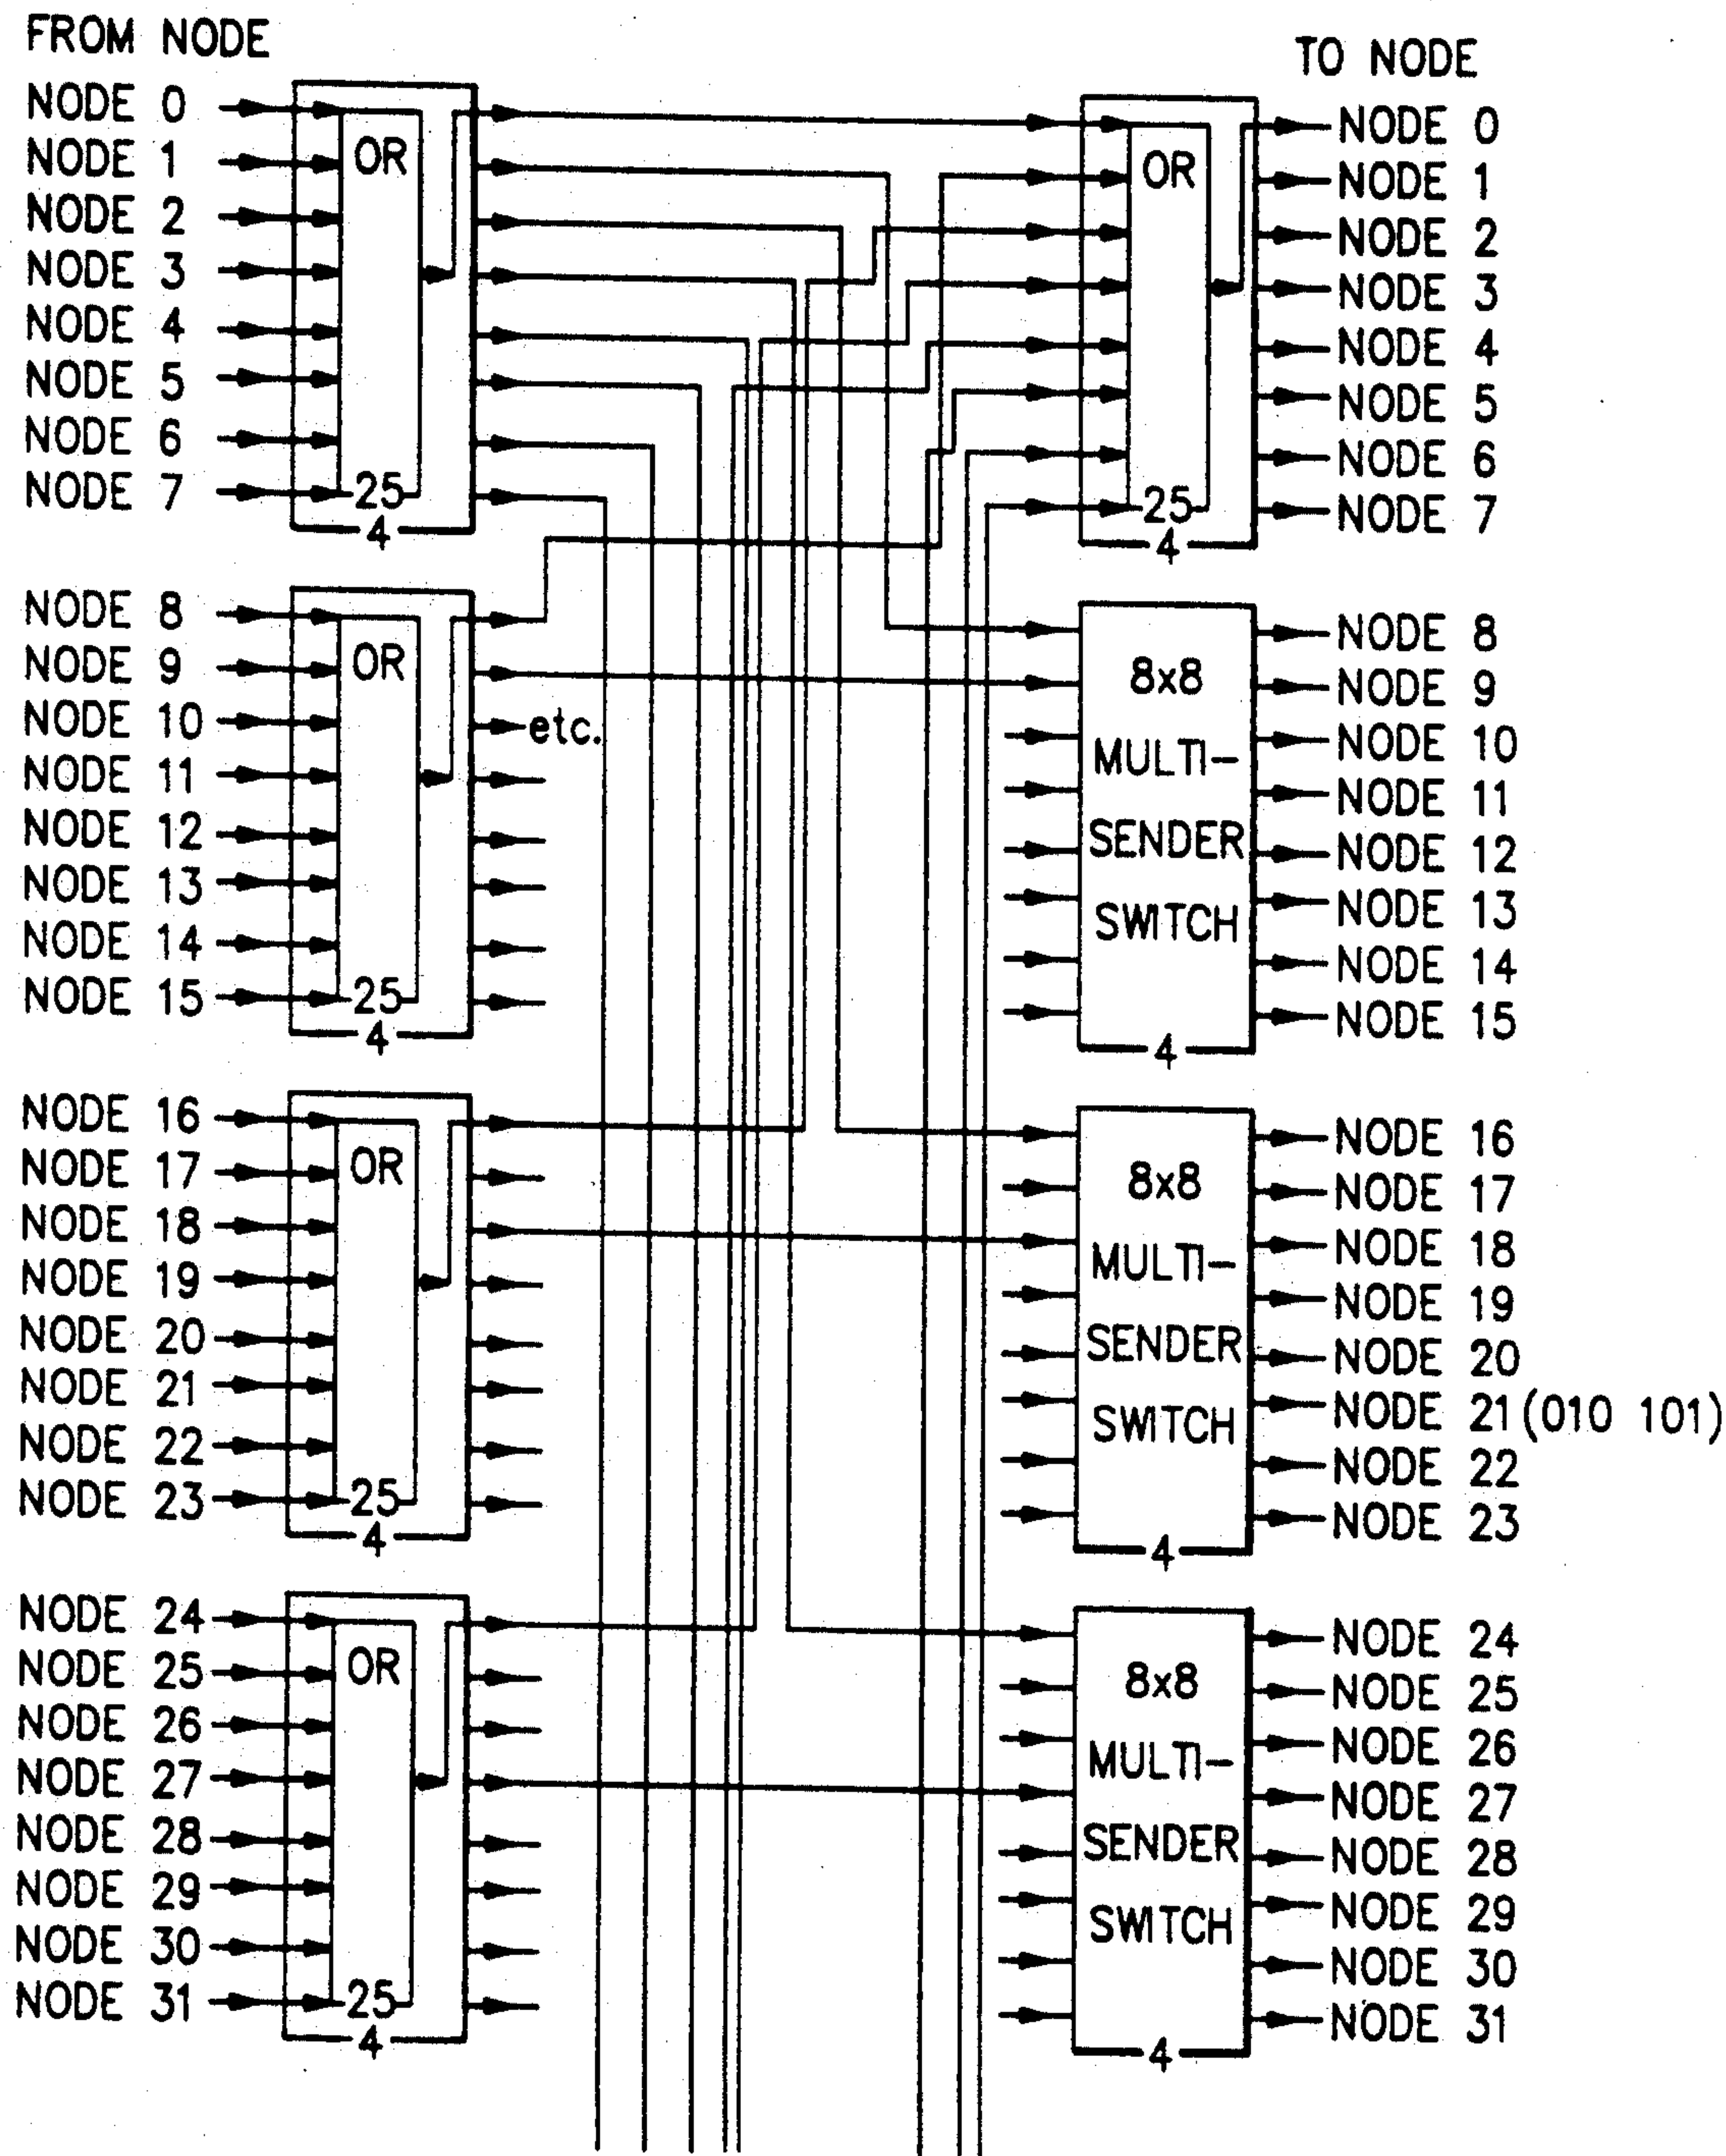 FROM NODE
NODE 0
NODE 1
NODE 2
NODE 3
NODE 4
NODE 5
NODE 6
NODE 7
OR
25
4
NODE 8
NODE 9
NODE 10
NODE 11
NODE 12
NODE 13
NODE 14
NODE 15
OR
25
4
etc.
NODE 16
NODE 17
NODE 18
NODE 19
NODE 20
NODE 21
NODE 22
NODE 23
OR
25
4
NODE 24
NODE 25
NODE 26
NODE 27
NODE 28
NODE 29
NODE 30
NODE 31
OR
25
4
TO NODE
OR
25
4
NODE 0
NODE 1
NODE 2
NODE 3
NODE 4
NODE 5
NODE 6
NODE 7
8x8
MULTI-
SENDER
SWITCH
4
NODE 8
NODE 9
NODE 10
NODE 11
NODE 12
NODE 13
NODE 14
NODE 15
8x8
MULTI-
SENDER
SWITCH
4
NODE 16
NODE 17
NODE 18
NODE 19
NODE 20
NODE 21 (010 101)
NODE 22
NODE 23
8x8
MULTI-
SENDER
SWITCH
4
NODE 24
NODE 25
NODE 26
NODE 27
NODE 28
NODE 29
NODE 30
NODE 31